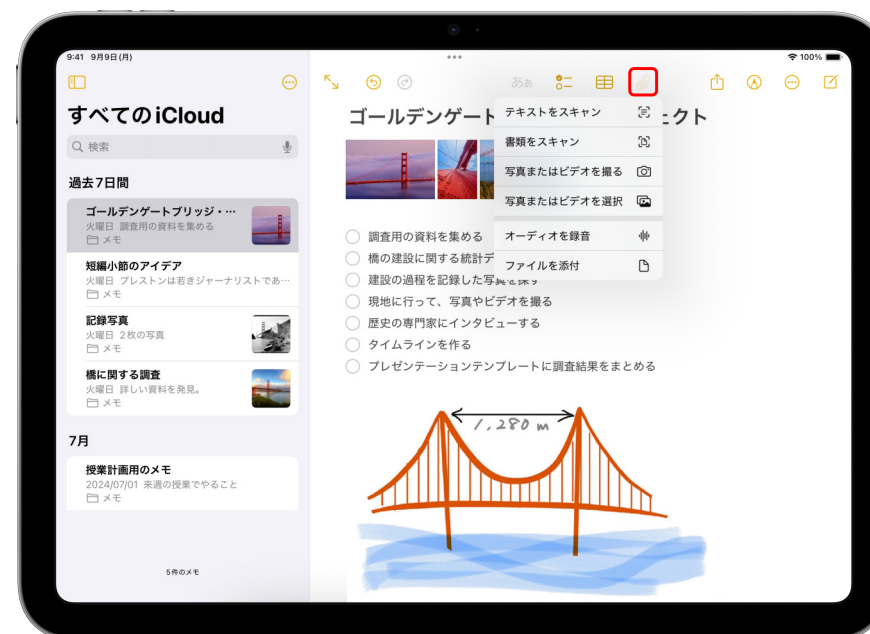 9:41 9月9日(月)
100%
すべてのiCloud
検索
過去7日間
ゴールデンゲートブリッジ・…
火曜日 調査用の資料を集める
メモ
短編小節のアイデア
火曜日 プレストンは若きジャーナリストであ…
メモ
記録写真
火曜日 2枚の写真
メモ
橋に関する調査
火曜日 詳しい資料を発見。
メモ
7月
授業計画用のメモ
2024/07/01 来週の授業でやること
メモ
5件のメモ
ああ
ゴールデンゲート
ェクト
テキストをスキャン
書類をスキャン
写真またはビデオを撮る
写真またはビデオを選択
オーディオを録音
ファイルを添付
調査用の資料を集める
橋の建設に関する統計デ
建設の過程を記録した写真を探す
現地に行って、写真やビデオを撮る
歴史の専門家にインタビューする
タイムラインを作る
プレゼンテーションテンプレートに調査結果をまとめる
1,280 m